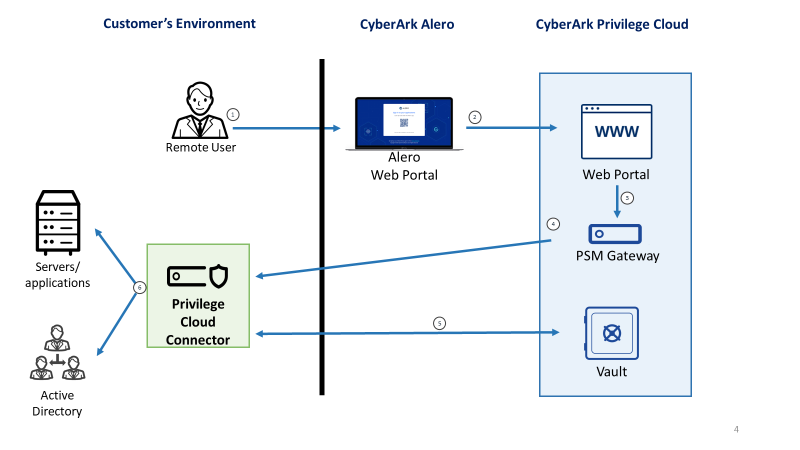 Customer's Environment
CyberArk Alero
CyberArk Privilege Cloud
1
2
WWW
Remote User
Alero
Web Portal
Web Portal
3
4
PSM Gateway
Servers/
applications
6
Privilege
Cloud
Connector
5
Vault
Active
Directory
4